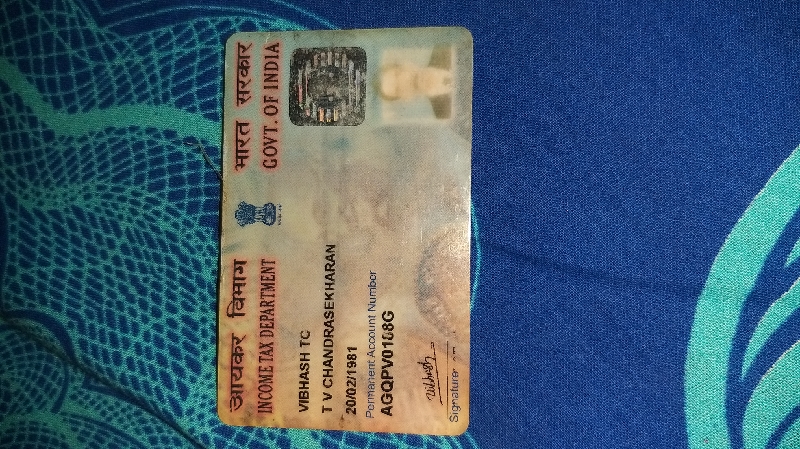 आयकर विभाग
INCOME TAX DEPARTMENT
भारत सरकार
GOVT. OF INDIA
VIBHASH TC
T V CHANDRASEKHARAN
20/02/1981
Permanent Account Number
AGQPV0168G
Vibhash
Signature